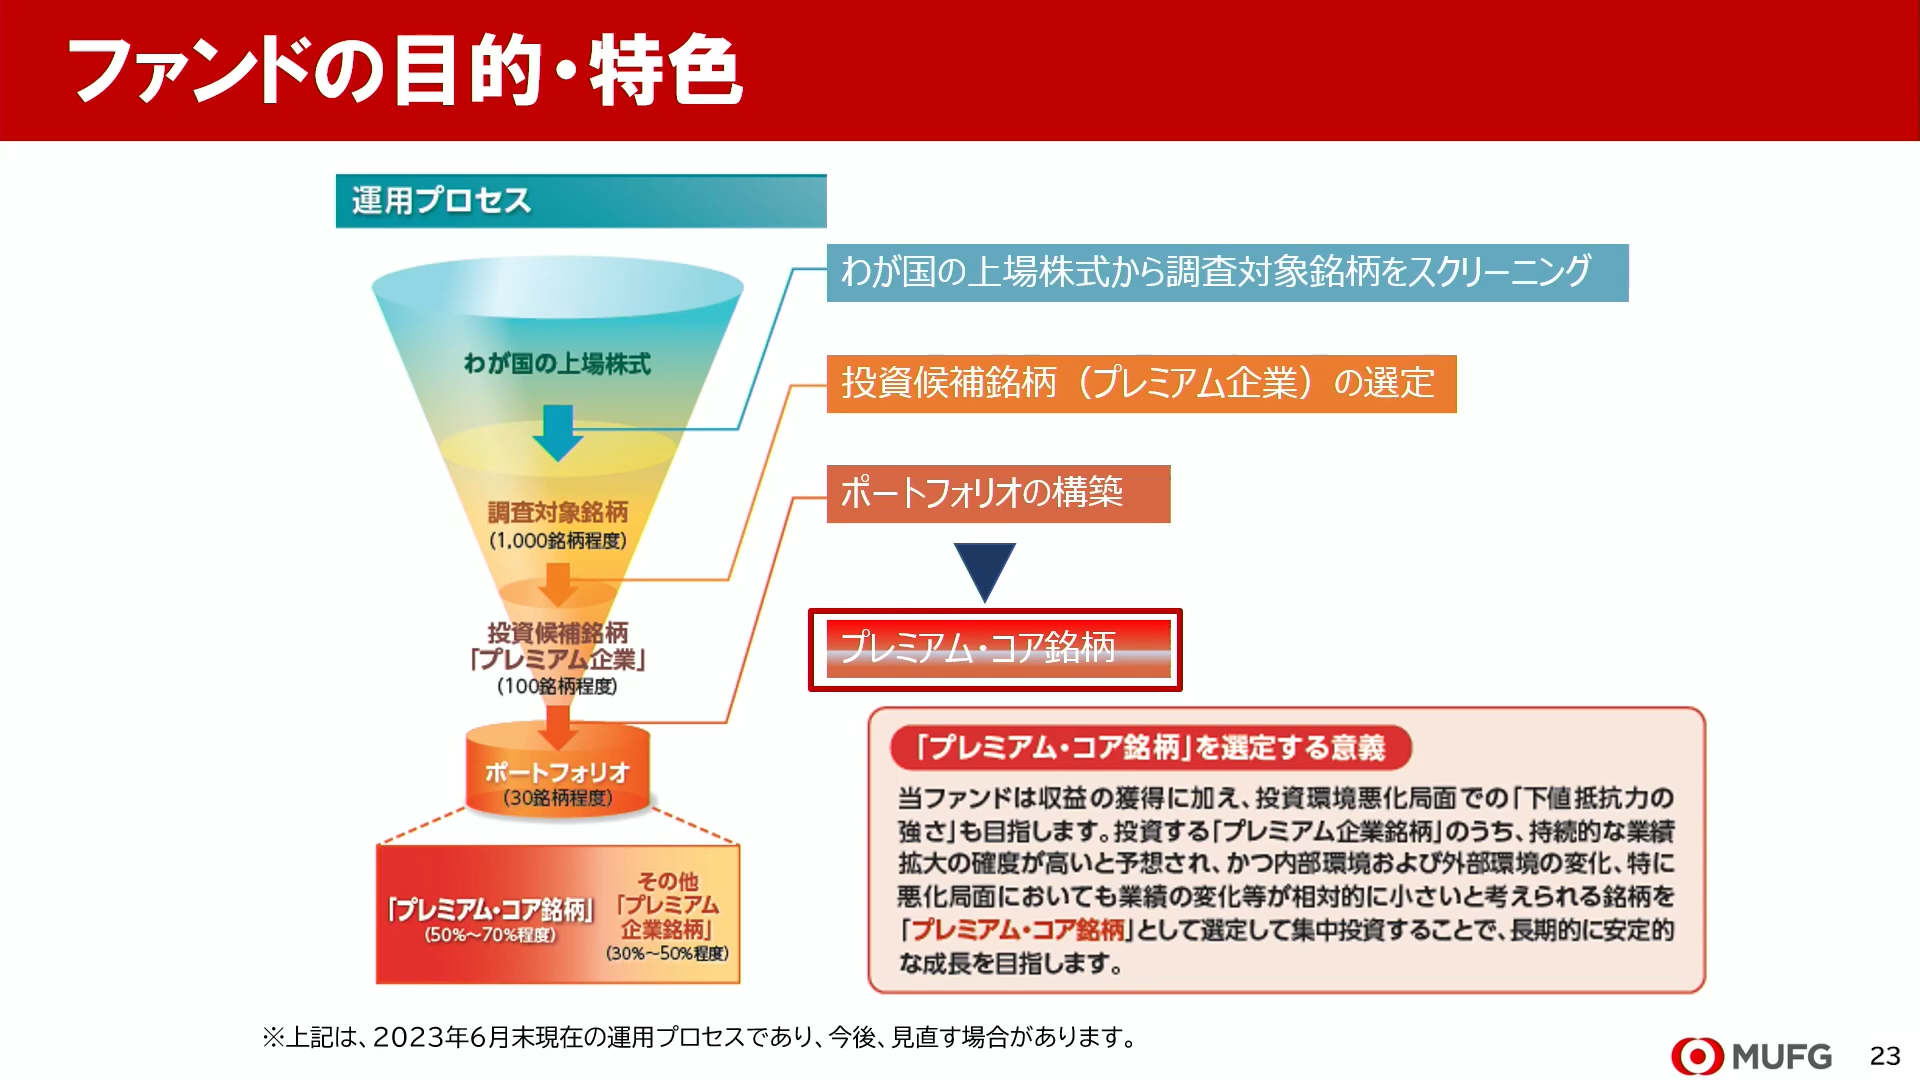 ファンドの目的・特色
運用プロセス
わが国の上場株式から調査対象銘柄をスクリーニング
わが国の上場株式
投資候補銘柄（プレミアム企業）の選定
ポートフォリオの構築
調査対象銘柄
(1,000銘柄程度)
投資候補銘柄
「プレミアム企業」
(100銘柄程度)
プレミアム・コア銘柄
ポートフォリオ
(30銘柄程度)
「プレミアム・コア銘柄」
(50%～70%程度)
その他
「プレミアム
企業銘柄」
(30%～50%程度)
「プレミアム・コア銘柄」を選定する意義
当ファンドは収益の獲得に加え、投資環境悪化局面での「下値抵抗力の
強さ」も目指します。投資する「プレミアム企業銘柄」のうち、持続的な業績
拡大の確度が高いと予想され、かつ内部環境および外部環境の変化、特に
悪化局面においても業績の変化等が相対的に小さいと考えられる銘柄を
「プレミアム・コア銘柄」として選定して集中投資することで、長期的に安定的
な成長を目指します。
※上記は、2023年6月末現在の運用プロセスであり、今後、見直す場合があります。
MUFG
23